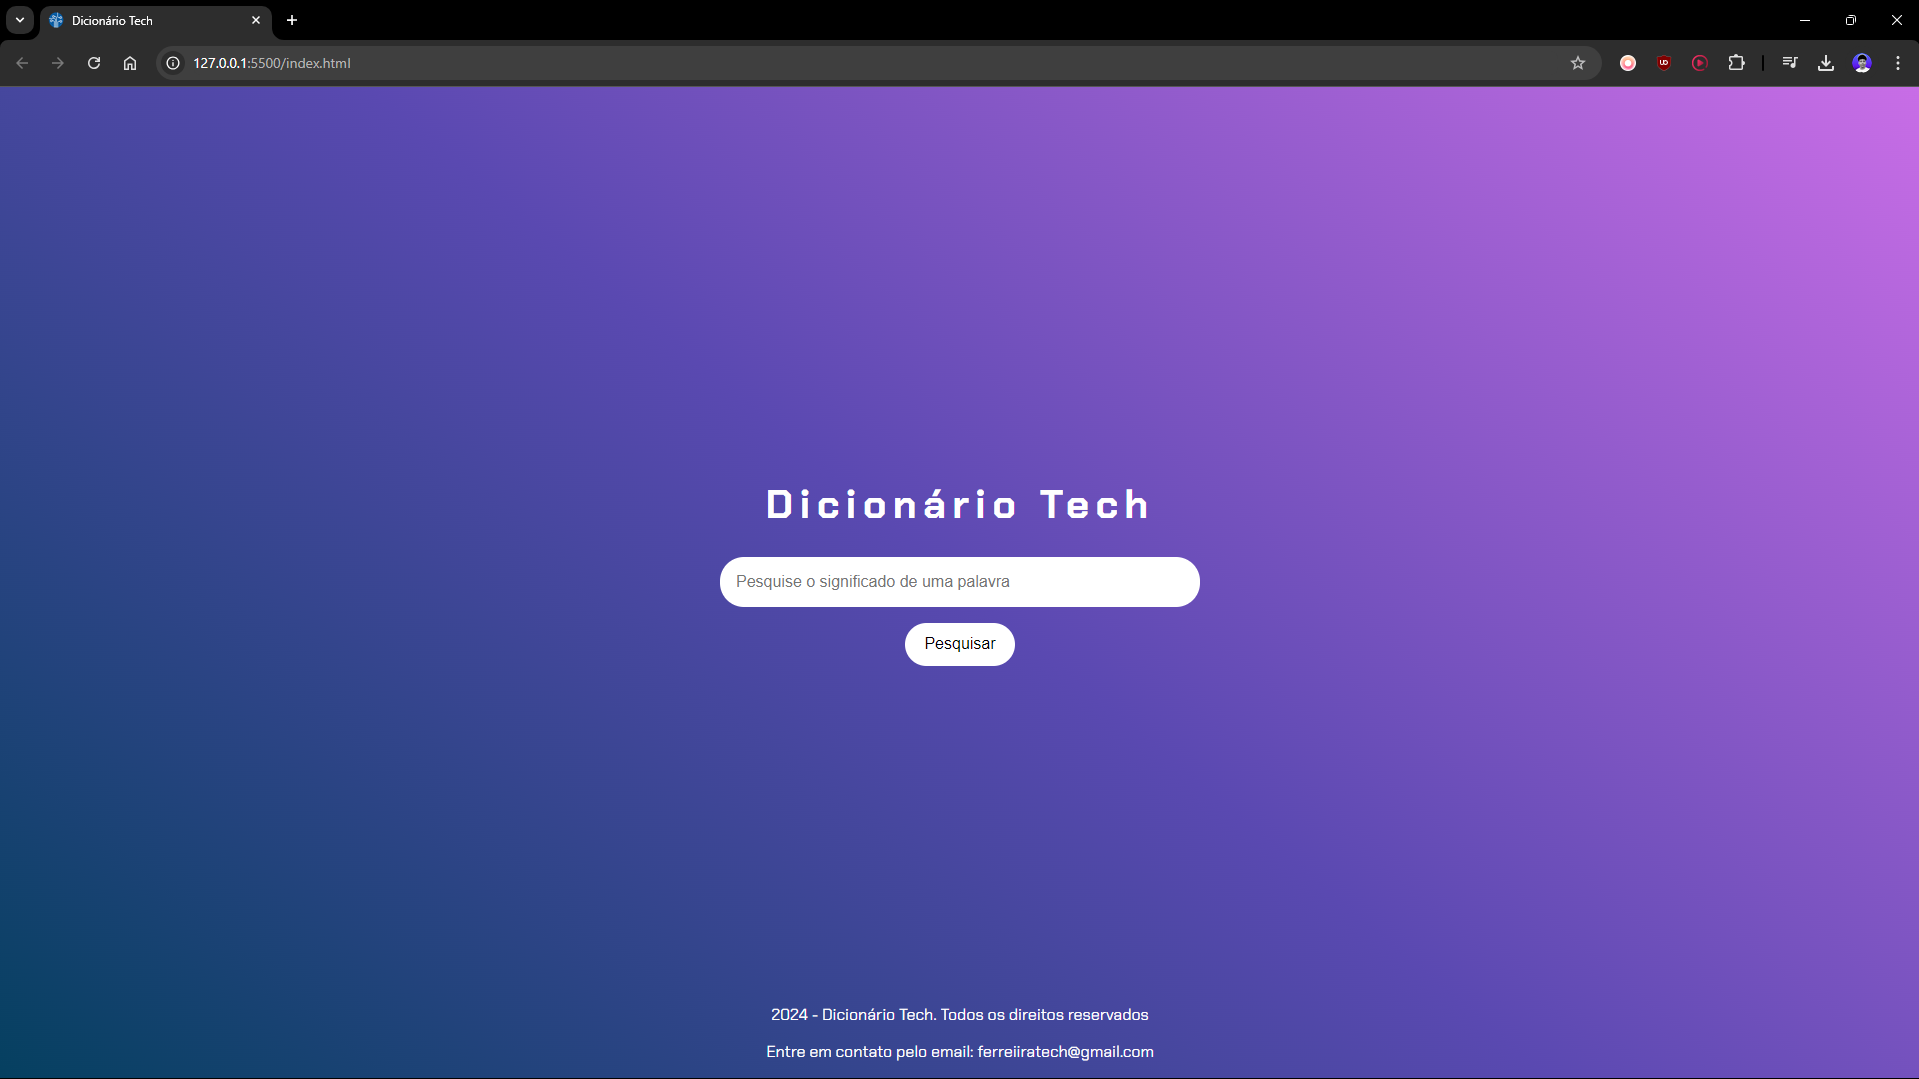 Dicionário Tech
127.0.0.1:5500/index.html
Dicionário Tech
Pesquise o significado de uma palavra
Pesquisar
2024 - Dicionário Tech. Todos os direitos reservados
Entre em contato pelo email: ferreiiratech@gmail.com